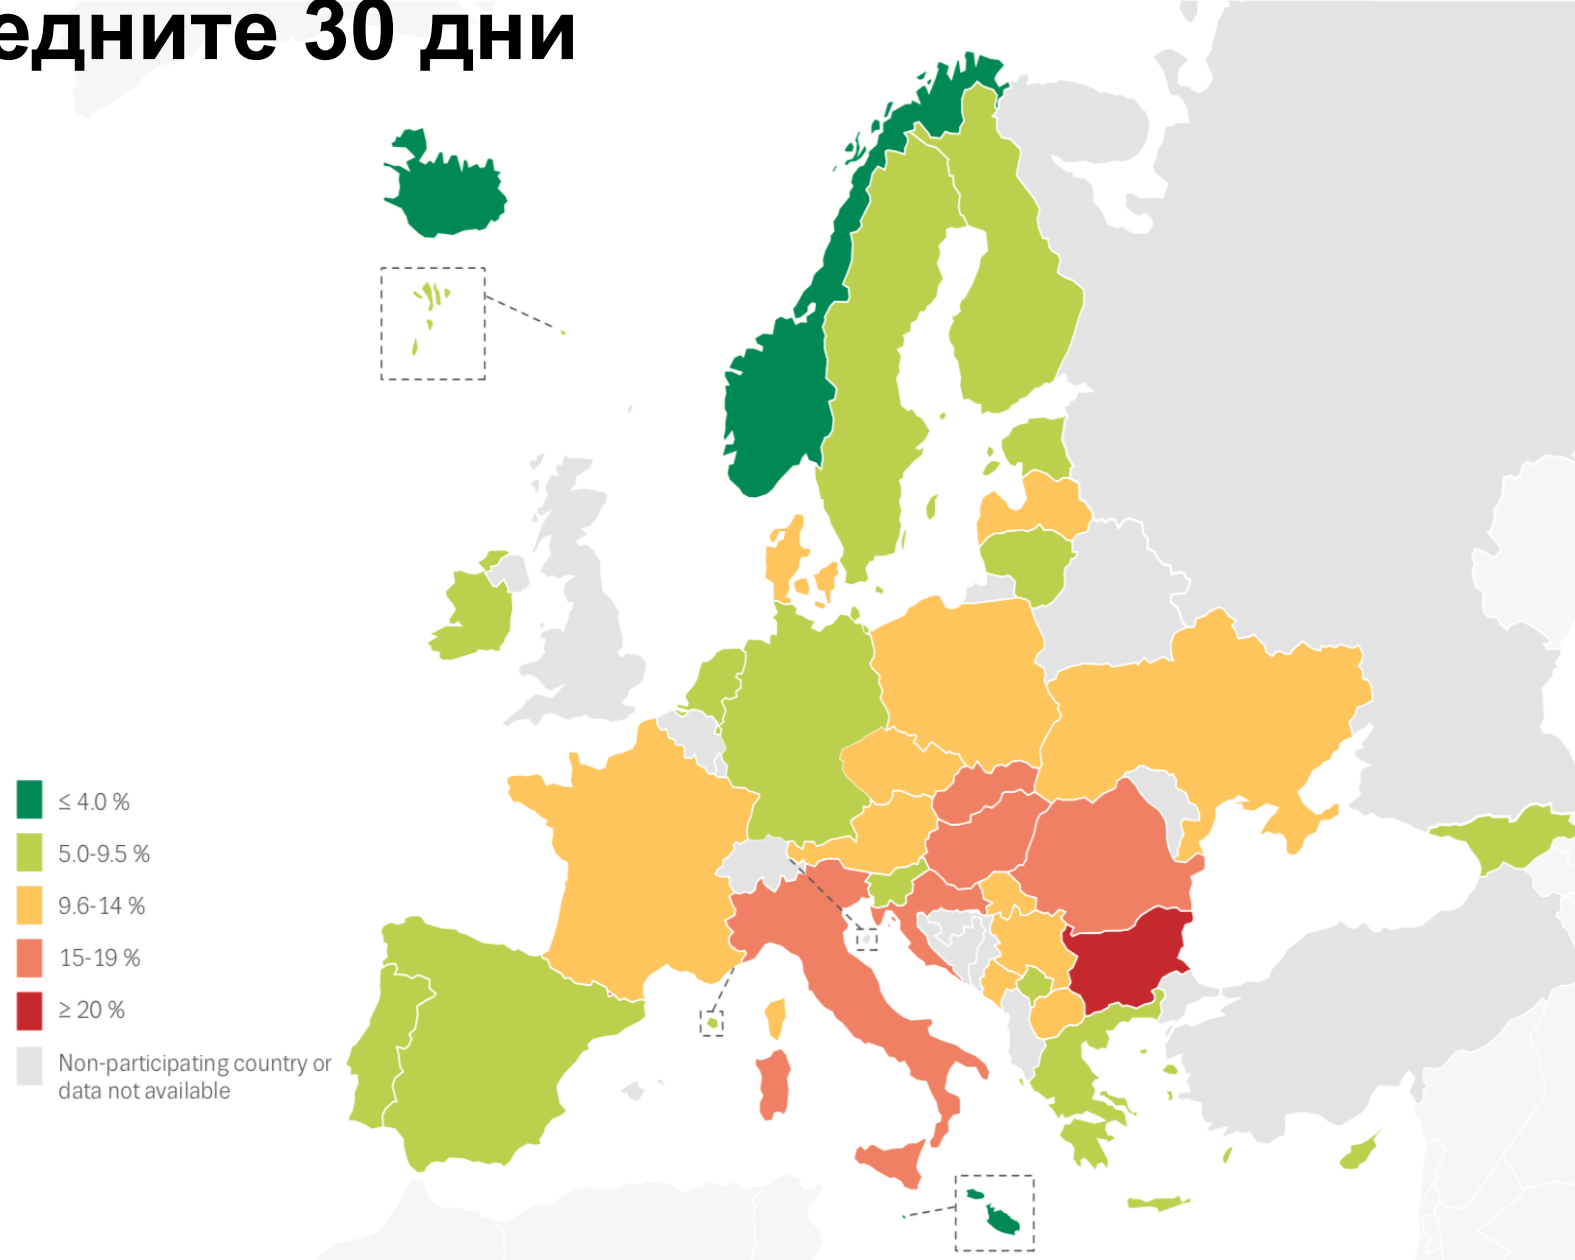 едните 30 дни
≤ 4.0 %
5.0-9.5 %
9.6-14 %
15-19 %
≥ 20 %
Non-participating country or
data not available